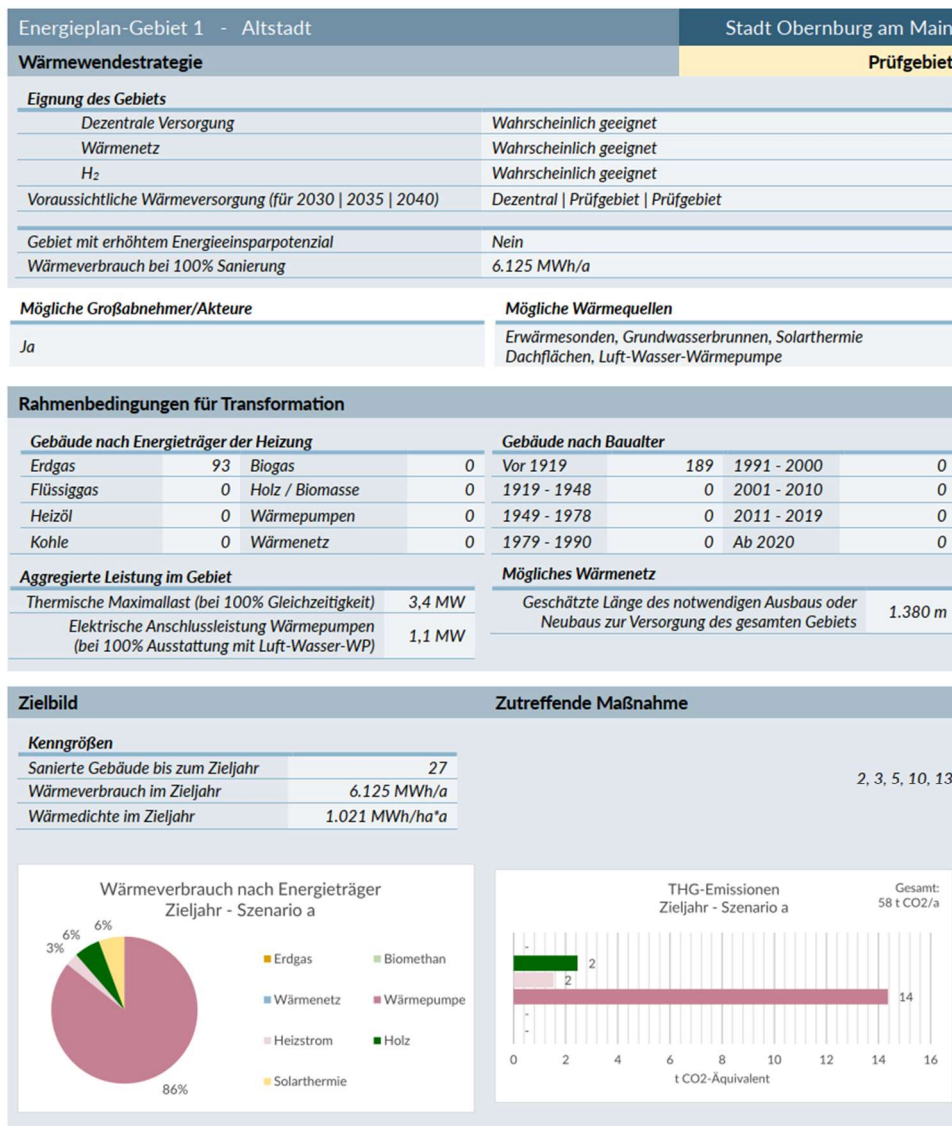 Energieplan-Gebiet 1 - Altstadt
Stadt Obernburg am Main
Wärmewendestrategie
Prüfgebiet
Eignung des Gebiets
Dezentrale Versorgung Wahrscheinlich geeignet
Wärmenetz Wahrscheinlich geeignet
H₂ Wahrscheinlich geeignet
Voraussichtliche Wärmeversorgung (für 2030 | 2035 | 2040) Dezentral | Prüfgebiet | Prüfgebiet
Gebiet mit erhöhtem Energieeinsparpotenzial Nein
Wärmeverbrauch bei 100% Sanierung 6.125 MWh/a
Mögliche Großabnehmer/Akteure
Ja
Mögliche Wärmequellen
Erwärmesonden, Grundwasserbrunnen, Solarthermie
Dachflächen, Luft-Wasser-Wärmepumpe
Rahmenbedingungen für Transformation
Gebäude nach Energieträger der Heizung
Erdgas 93 Biogas 0
Flüssiggas 0 Holz / Biomasse 0
Heizöl 0 Wärmepumpen 0
Kohle 0 Wärmenetz 0
Gebäude nach Baualter
Vor 1919 189 1991 - 2000 0
1919 - 1948 0 2001 - 2010 0
1949 - 1978 0 2011 - 2019 0
1979 - 1990 0 Ab 2020 0
Aggregierte Leistung im Gebiet
Thermische Maximallast (bei 100% Gleichzeitigkeit) 3,4 MW
Elektrische Anschlussleistung Wärmepumpen
(bei 100% Ausstattung mit Luft-Wasser-WP) 1,1 MW
Mögliches Wärmenetz
Geschätzte Länge des notwendigen Ausbaus oder
Neubaus zur Versorgung des gesamten Gebiets 1.380 m
Zielbild
Zutreffende Maßnahme
Kenngrößen
Sanierte Gebäude bis zum Zieljahr 27
Wärmeverbrauch im Zieljahr 6.125 MWh/a
Wärmedichte im Zieljahr 1.021 MWh/ha*a
2, 3, 5, 10, 13
Wärmeverbrauch nach Energieträger
Zieljahr - Szenario a
3%
6%
6%
86%
Erdgas Biomethan
Wärmenetz Wärmepumpe
Heizstrom Holz
Solarthermie
THG-Emissionen
Zieljahr - Szenario a
Gesamt:
58 t CO2/a
-
2
2
14
-
-
0 2 4 6 8 10 12 14 16
t CO2-Äquivalent